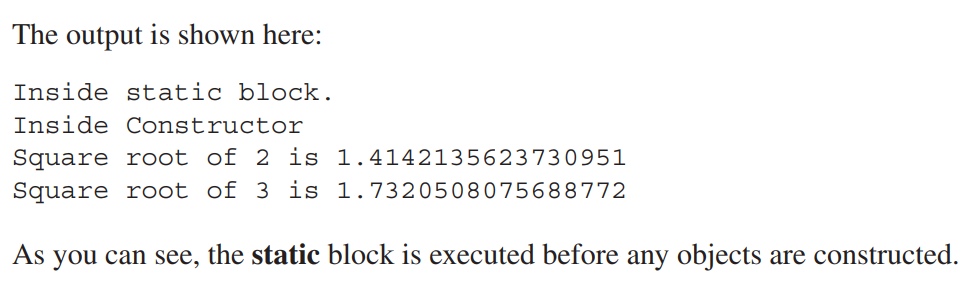 The output is shown here:
Inside static block.
Inside Constructor
Square root of 2 is 1.4142135623730951
Square root of 3 is 1.7320508075688772
As you can see, the static block is executed before any objects are constructed.